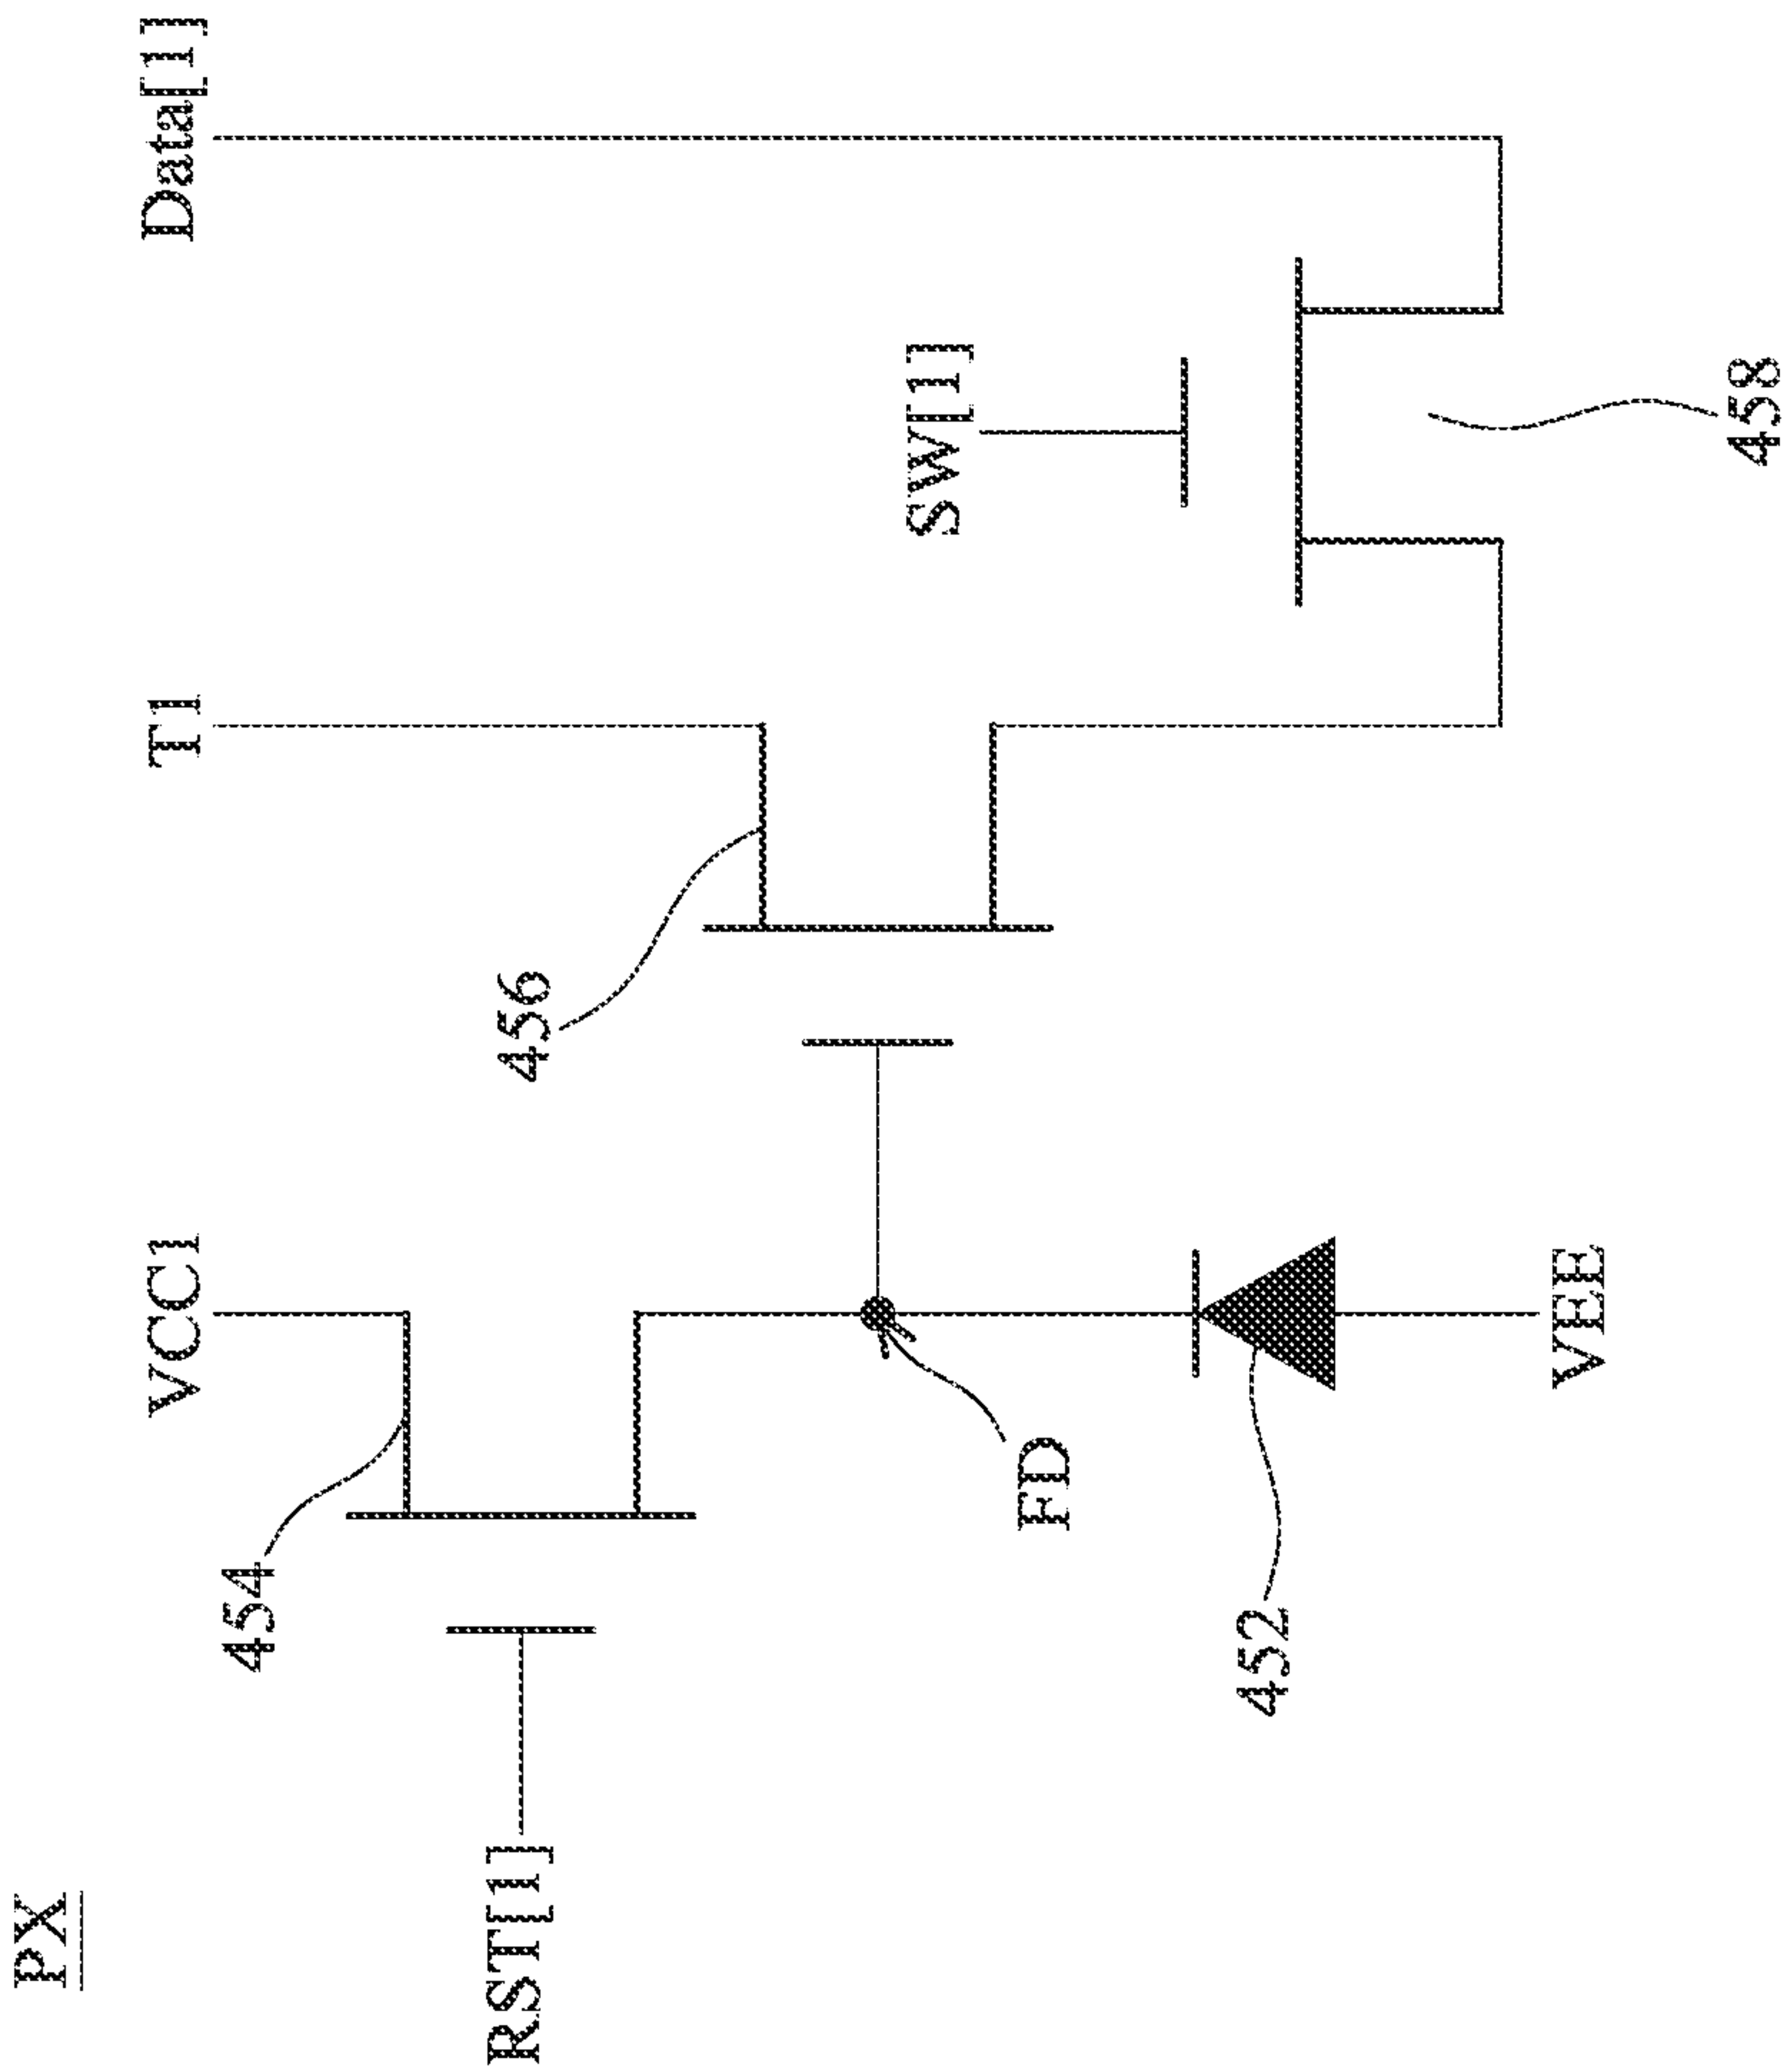 PX
RST[1]
454
VCC1
FD
452
VEE
456
T1
SW[1]
458
Data[1]